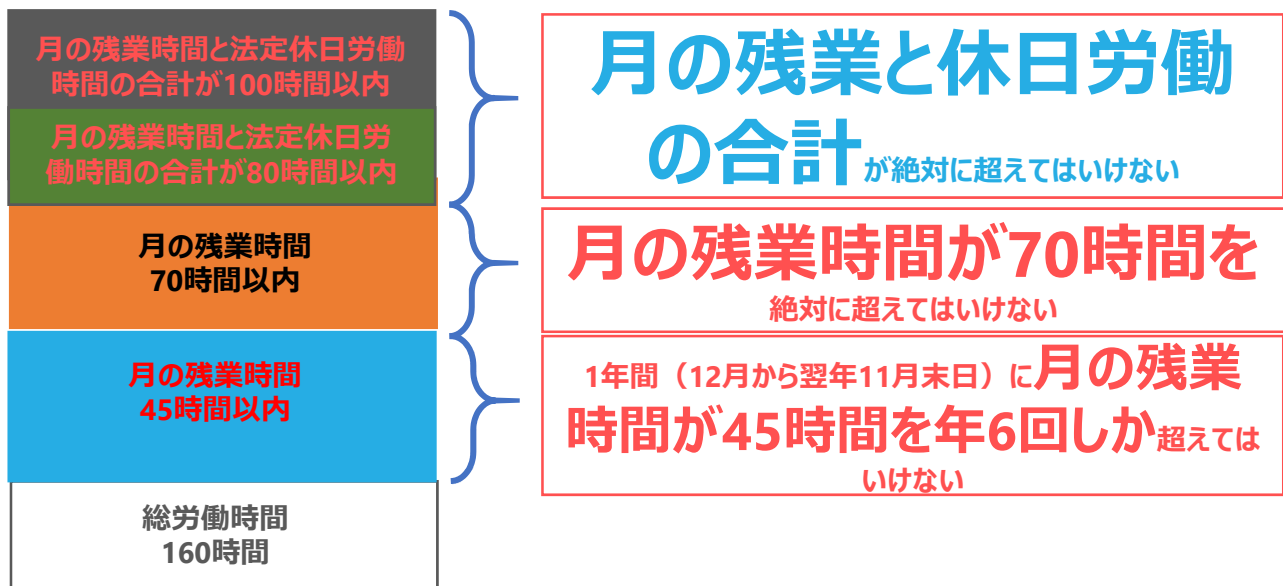 月の残業時間と法定休日労働
時間の合計が100時間以内
月の残業時間と法定休日労
働時間の合計が80時間以内
月の残業時間
70時間以内
月の残業時間
45時間以内
総労働時間
160時間
月の残業と休日労働
の合計が絶対に超えてはいけない
月の残業時間が70時間を
絶対に超えてはいけない
1年間（12月から翌年11月末日）に月の残業
時間が45時間を年6回しか超えては
いけない